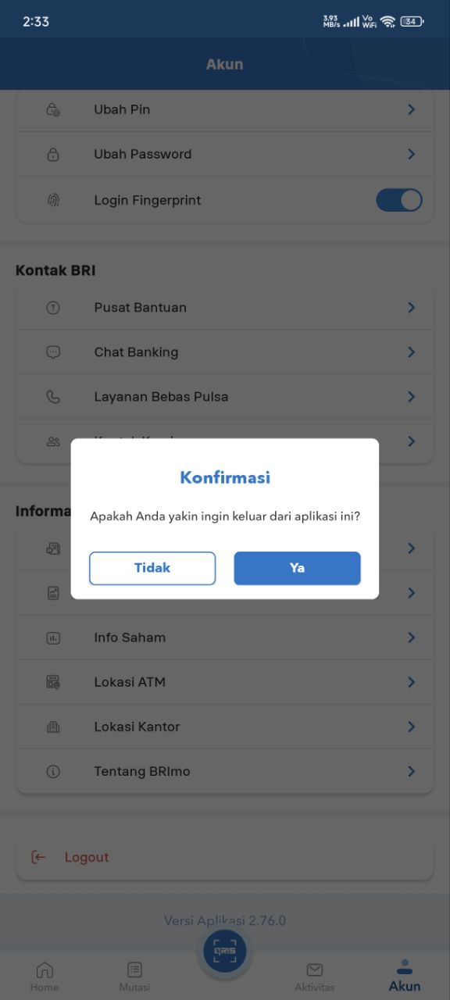 2:33
3.93
MB/s
Vo
WiFi
34
Akun
Ubah Pin
Ubah Password
Login Fingerprint
Kontak BRI
Pusat Bantuan
Chat Banking
Layanan Bebas Pulsa
Konfirmasi
Apakah Anda yakin ingin keluar dari aplikasi ini?
Tidak
Ya
Info Saham
Lokasi ATM
Lokasi Kantor
Tentang BRImo
Logout
Versi Aplikasi 2.76.0
QRIS
Home
Mutasi
Aktivitas
Akun